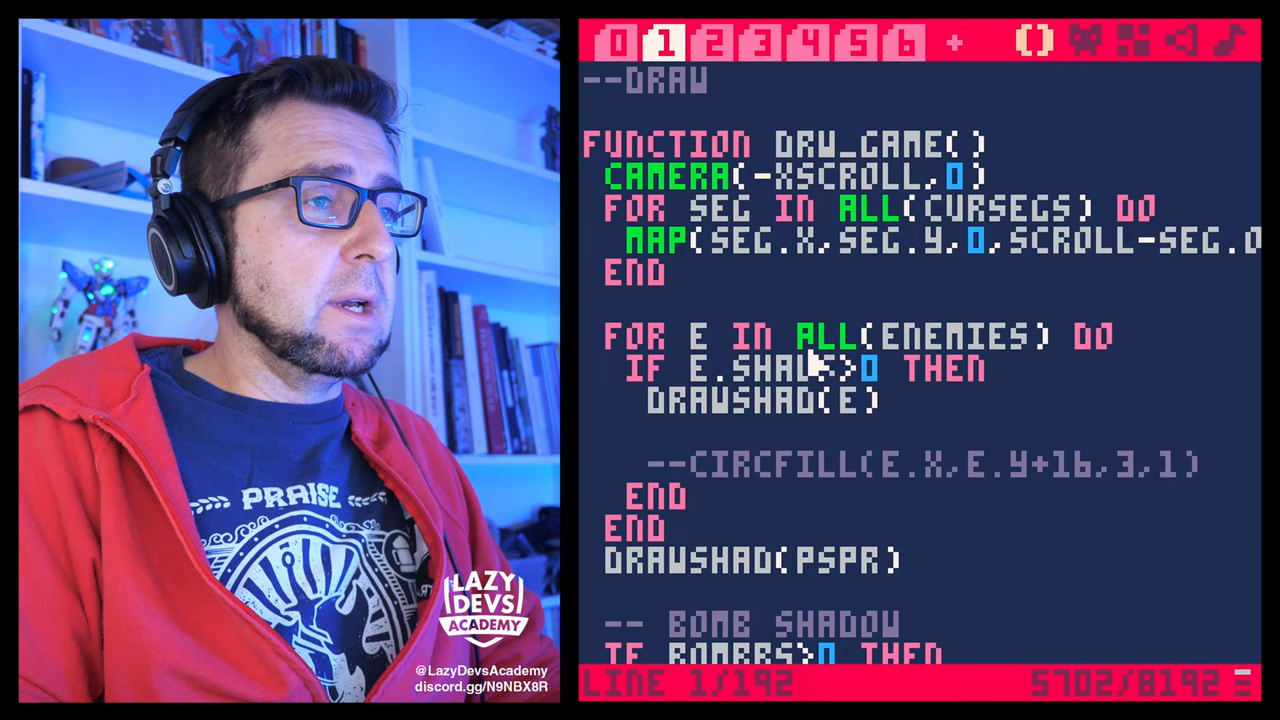 PRAISE
LAZY
DEVS
ACADEMY
@LazyDevsAcademy
discord.gg/N9NBX8R
0 1 2 3 4 5 6 +
--DRAW
FUNCTION DRW_GAME()
CAMERA(-XSCROLL,0)
FOR SEG IN ALL(CURSEGS) DO
MAP(SEG.X,SEG.Y,0,SCROLL-SEG.O
END
FOR E IN ALL(ENEMIES) DO
IF E.SHADS>0 THEN
DRAWSHAD(E)
--CIRCFILL(E.X,E.Y+16,3,1)
END
END
DRAWSHAD(PSPR)
-- BOMB SHADOW
IF THEN
LINE 1/192
5702/8192